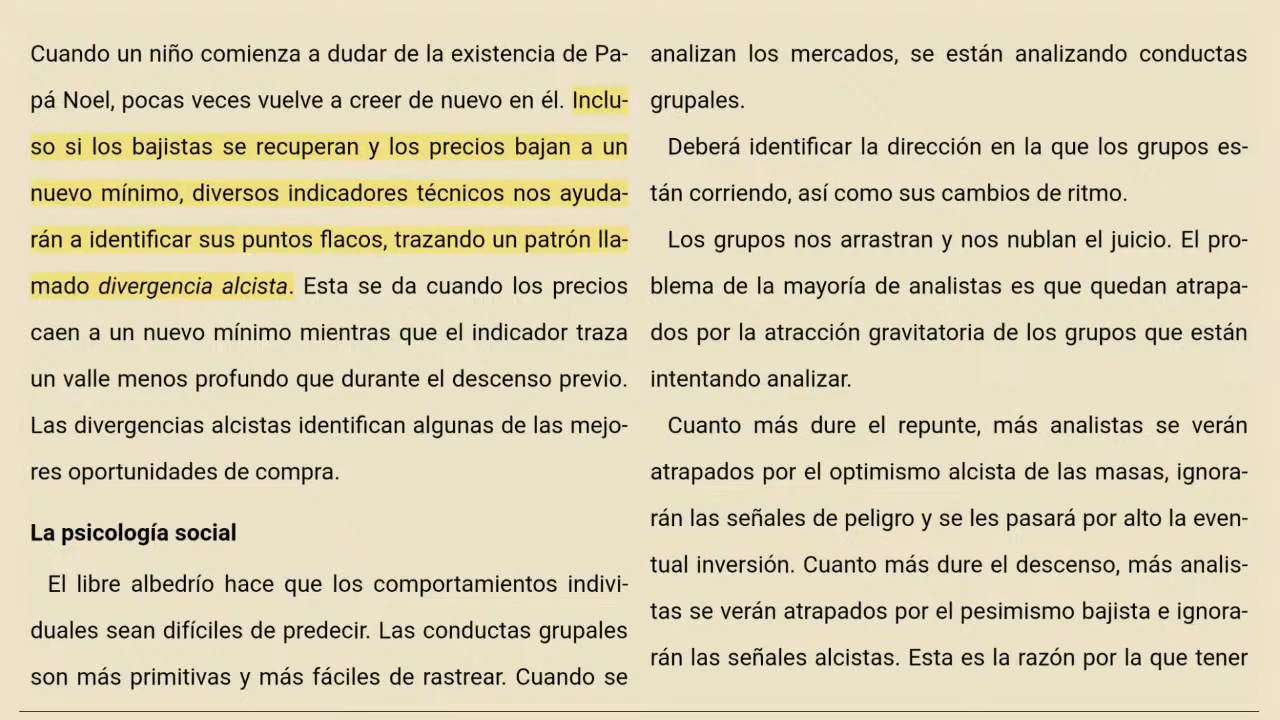 Cuando un niño comienza a dudar de la existencia de Pa-
pá Noel, pocas veces vuelve a creer de nuevo en él. Inclu-
so si los bajistas se recuperan y los precios bajan a un
nuevo mínimo, diversos indicadores técnicos nos ayuda-
rán a identificar sus puntos flacos, trazando un patrón lla-
mado divergencia alcista. Esta se da cuando los precios
caen a un nuevo mínimo mientras que el indicador traza
un valle menos profundo que durante el descenso previo.
Las divergencias alcistas identifican algunas de las mejo-
res oportunidades de compra.
La psicología social
El libre albedrío hace que los comportamientos indivi-
duales sean difíciles de predecir. Las conductas grupales
son más primitivas y más fáciles de rastrear. Cuando se
analizan los mercados, se están analizando conductas
grupales.
Deberá identificar la dirección en la que los grupos es-
tán corriendo, así como sus cambios de ritmo.
Los grupos nos arrastran y nos nublan el juicio. El pro-
blema de la mayoría de analistas es que quedan atrapa-
dos por la atracción gravitatoria de los grupos que están
intentando analizar.
Cuanto más dure el repunte, más analistas se verán
atrapados por el optimismo alcista de las masas, ignora-
rán las señales de peligro y se les pasará por alto la even-
tual inversión. Cuanto más dure el descenso, más analis-
tas se verán atrapados por el pesimismo bajista e ignora-
rán las señales alcistas. Esta es la razón por la que tener